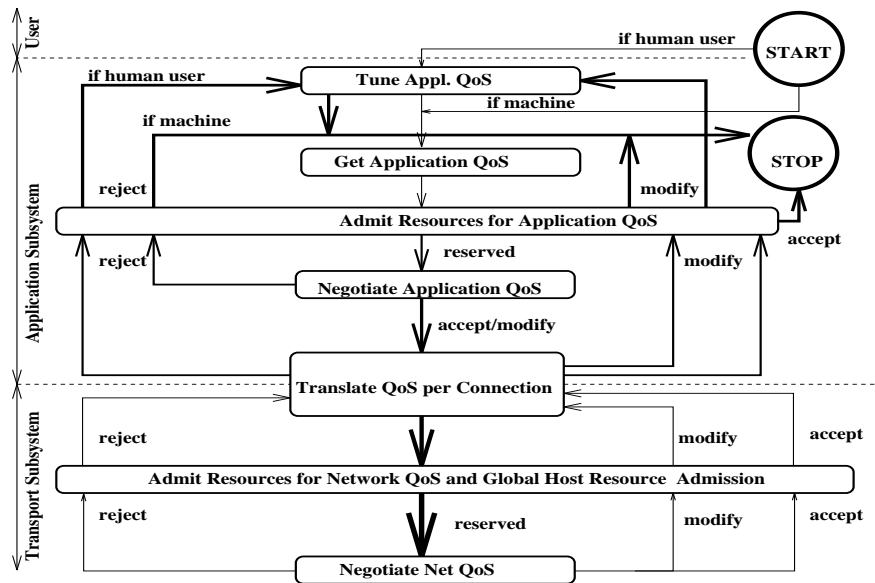 User
if human user
START
if human user
Tune Appl. QoS
if machine
if machine
STOP
Get Application QoS
reject
modify
Admit Resources for Application QoS
accept
reject
reserved
modify
Negotiate Application QoS
Application Subsystem
accept/modify
Translate QoS per Connection
reject
modify
accept
Admit Resources for Network QoS and Global Host Resource Admission
Transport Subsystem
reject
reserved
modify
accept
Negotiate Net QoS